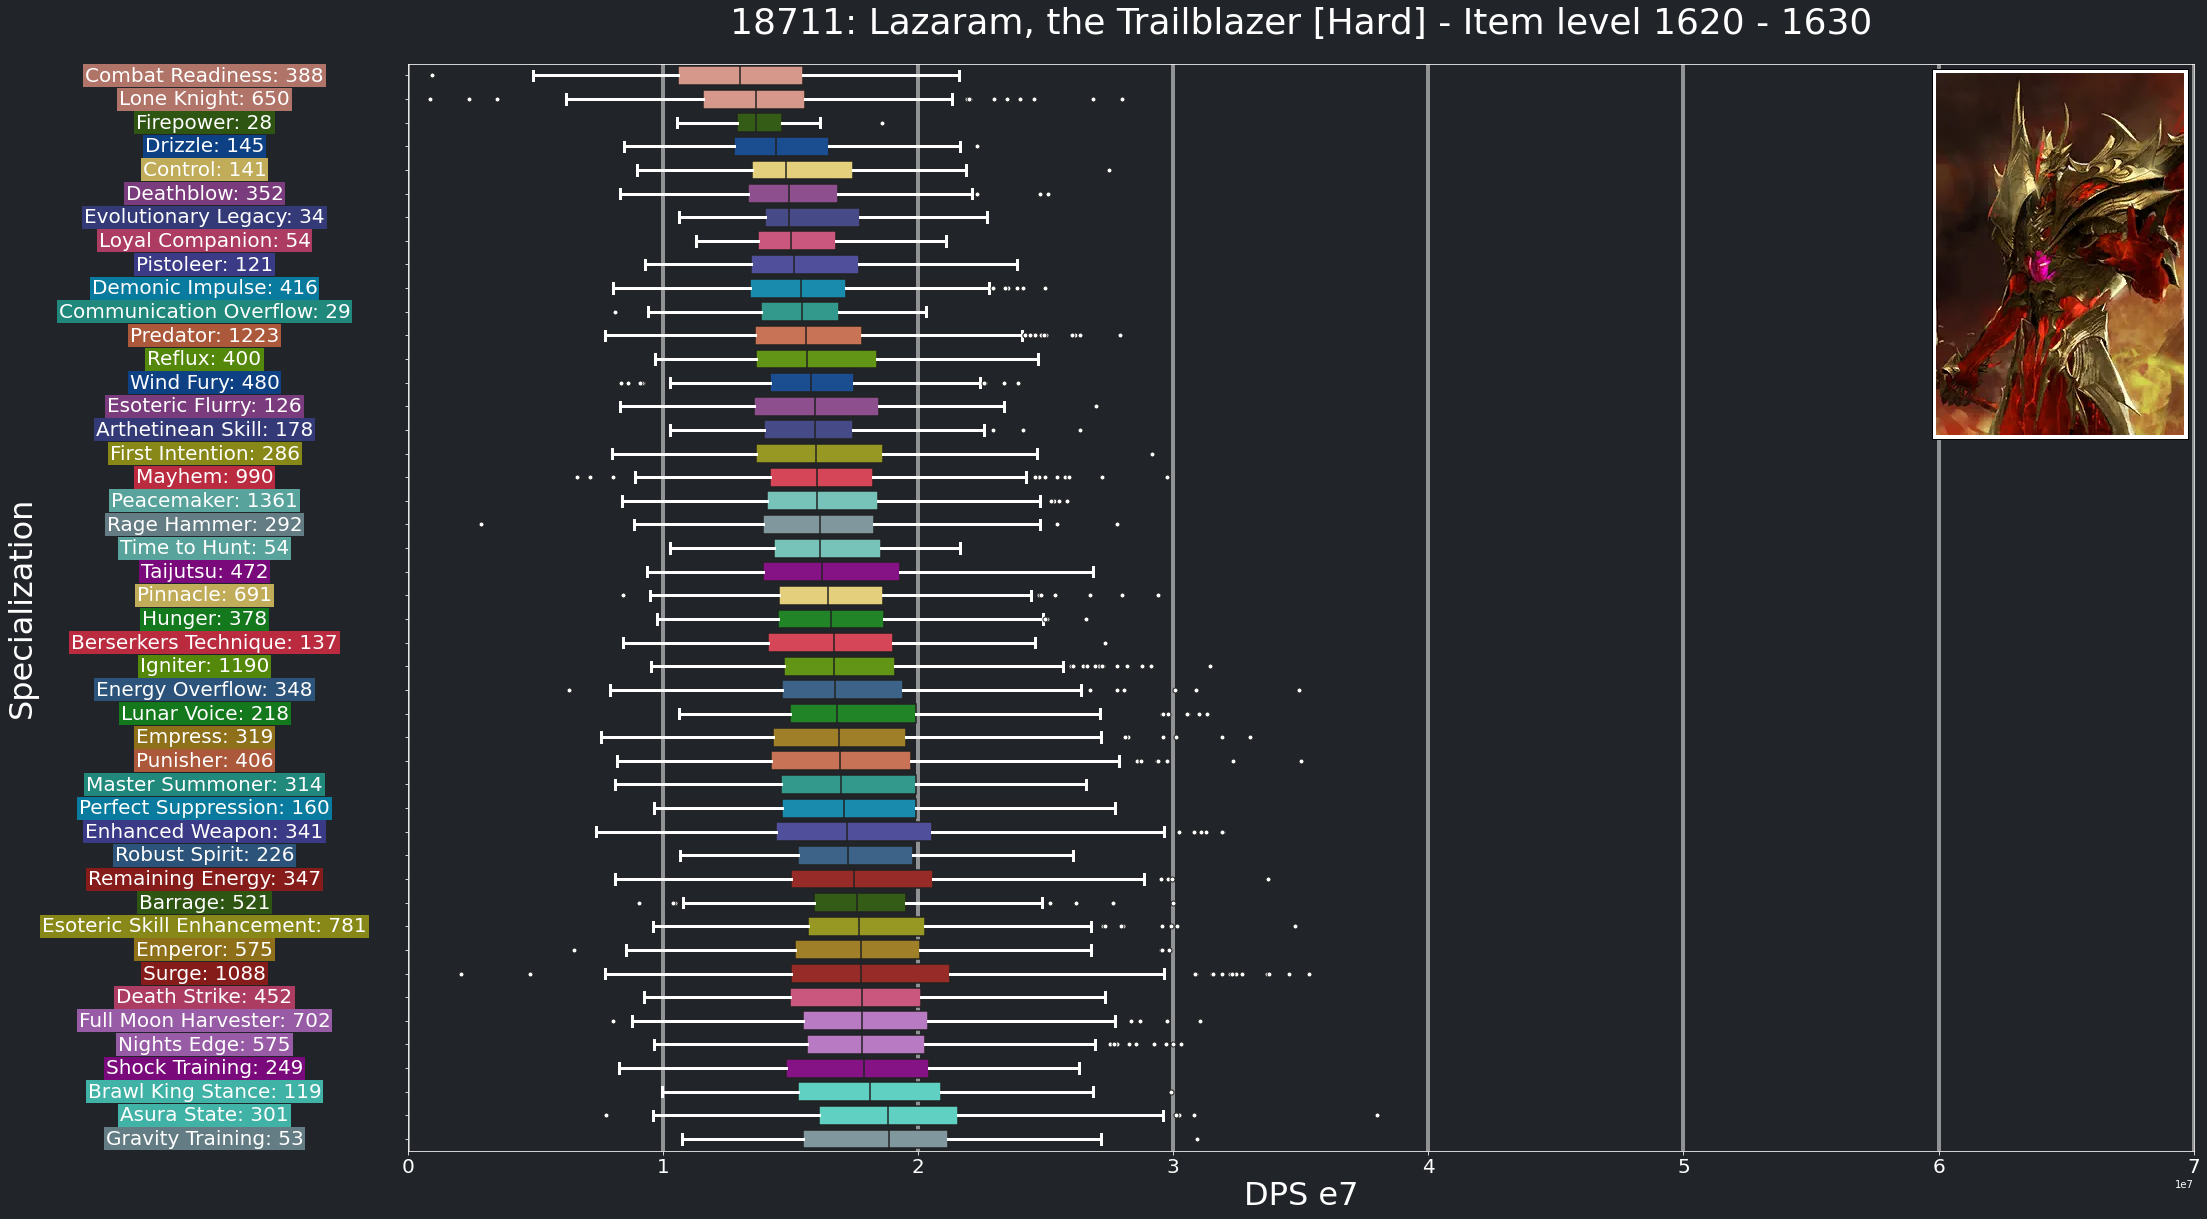 18711: Lazaram, the Trailblazer [Hard] - Item level 1620 - 1630
Specialization
Combat Readiness: 388
Lone Knight: 650
Firepower: 28
Drizzle: 145
Control: 141
Deathblow: 352
Evolutionary Legacy: 34
Loyal Companion: 54
Pistoleer: 121
Demonic Impulse: 416
Communication Overflow: 29
Predator: 1223
Reflux: 400
Wind Fury: 480
Esoteric Flurry: 126
Arthetinean Skill: 178
First Intention: 286
Mayhem: 990
Peacemaker: 1361
Rage Hammer: 292
Time to Hunt: 54
Taijutsu: 472
Pinnacle: 691
Hunger: 378
Berserkers Technique: 137
Igniter: 1190
Energy Overflow: 348
Lunar Voice: 218
Empress: 319
Punisher: 406
Master Summoner: 314
Perfect Suppression: 160
Enhanced Weapon: 341
Robust Spirit: 226
Remaining Energy: 347
Barrage: 521
Esoteric Skill Enhancement: 781
Emperor: 575
Surge: 1088
Death Strike: 452
Full Moon Harvester: 702
Nights Edge: 575
Shock Training: 249
Brawl King Stance: 119
Asura State: 301
Gravity Training: 53
0 1 2 3 4 5 6 7
1e7
DPS e7